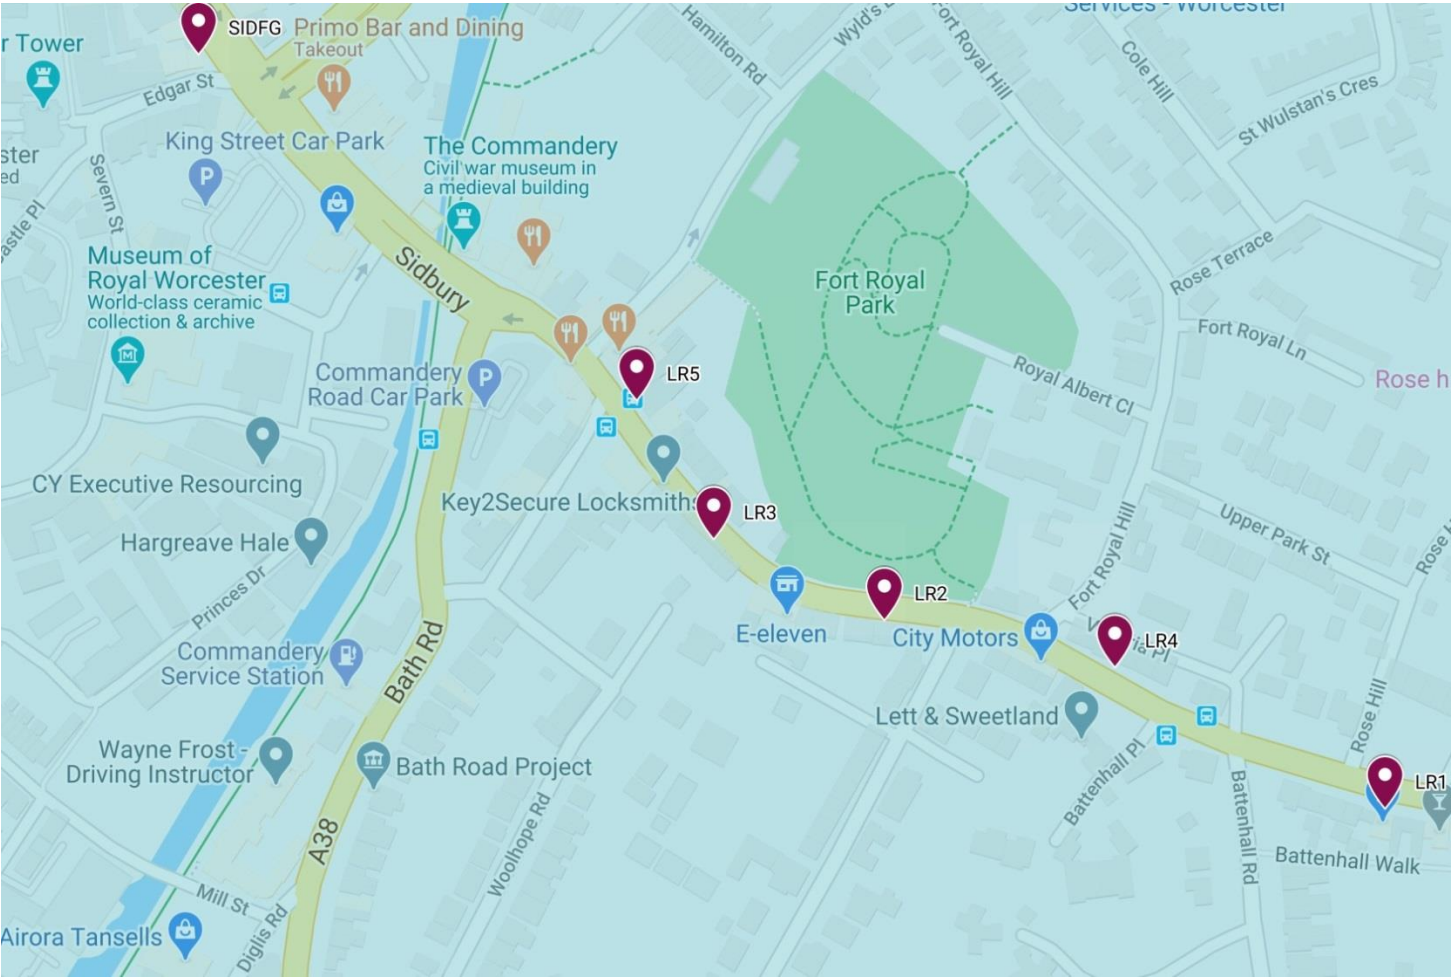 Services - Worcester
SIDFG
Primo Bar and Dining
Takeout
r Tower
Edgar St
Hamilton Rd
Fort Royal Hill
Cole Hill
St Wulstan's Cres
King Street Car Park
The Commandery
Civil war museum in
a medieval building
ster
ed
Severn St
Museum of
Royal Worcester
World-class ceramic
collection & archive
Sidbury
Fort Royal
Park
Rose Terrace
Fort Royal Ln
Royal Albert Cl
Rose h
Commandery
Road Car Park
LR5
CY Executive Resourcing
Key2Secure Locksmiths
LR3
Hargreave Hale
Princes Dr
Upper Park St
Fort Royal Hill
E-eleven
LR2
City Motors
LR4
Commandery
Service Station
Bath Rd
Lett & Sweetland
Rose Hill
Wayne Frost -
Driving Instructor
Bath Road Project
Battenhall Pl
LR1
Battenhall Rd
Battenhall Walk
A38
Woolhope Rd
Mill St
Diglis Rd
Airora Tansells